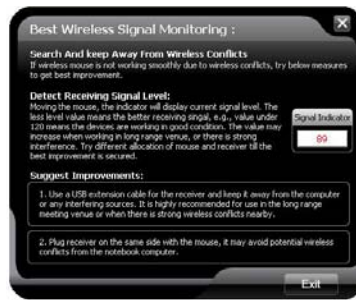 Best Wireless Signal Monitoring :
Search And keep Away From Wireless Conflicts
If wireless mouse is not working smoothly due to wireless conflicts, try below measures
to get best improvement.
Detect Receiving Signal Level:
Moving the mouse, the indicator will display current signal level. The
less level value means the better receiving singal, e.g., value under
120 means the devices are working in good condition. The value may
increase when working in long range venue, or there is strong
interference. Try different allocation of mouse and receiver till the
best improvement is secured.
Signal Indicator
89
Suggest Improvements:
1. Use a USB extension cable for the receiver and keep it away from the computer
or any interfering sources. It is highly recommended for use in the long range
meeting venue or when there is strong wireless conflicts nearby.
2. Plug receiver on the same side with the mouse, it may avoid potential wireless
conflicts from the notebook computer.
Exit